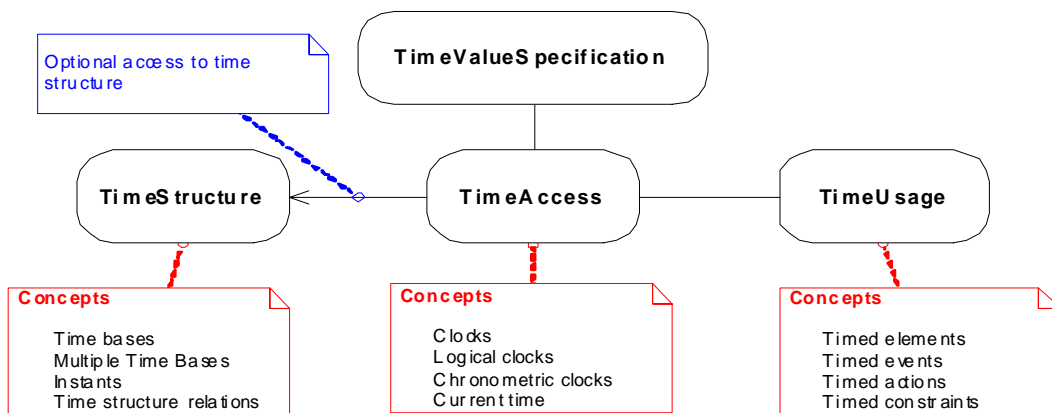 Optional access to time
structure
TimeValueSpecification
TimeStructure
TimeAccess
TimeUsage
Concepts
Time bases
Multiple Time Bases
Instants
Time structure relations
Concepts
Clocks
Logical clocks
Chronometric clocks
Current time
Concepts
Timed elements
Timed events
Timed actions
Timed constraints